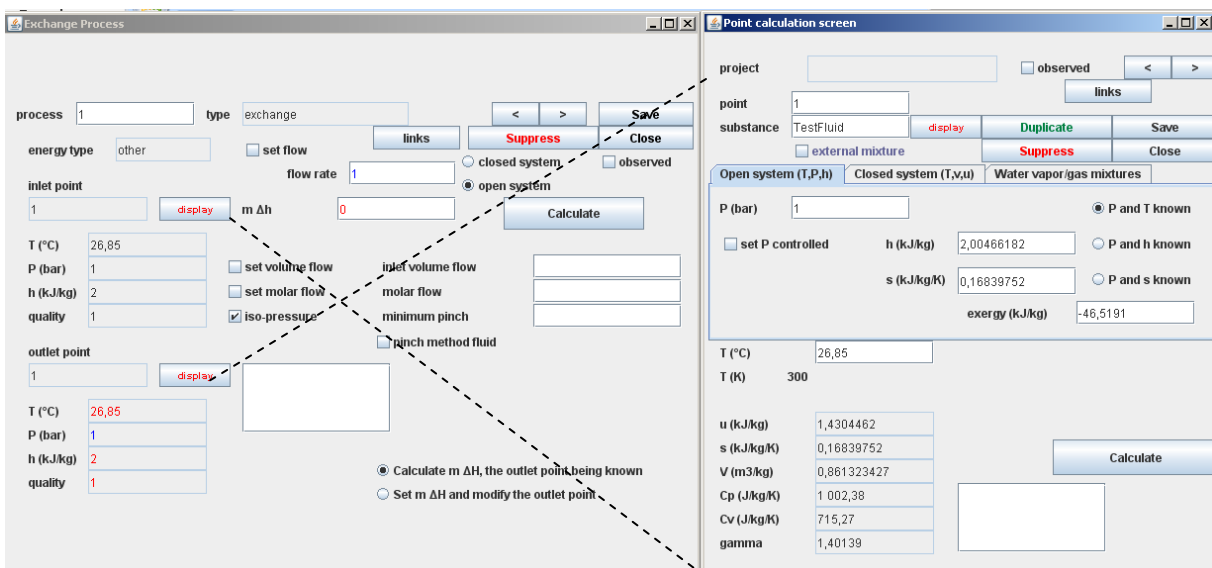 Exchange Process
process 1 type exchange < > Save
links Suppress Close
energy type other set flow closed system observed
flow rate 1 open system
inlet point
1 display m Δh 0 Calculate
T (°C) 26,85
P (bar) 1 set volume flow inlet volume flow
h (kJ/kg) 2 set molar flow molar flow
quality 1 iso-pressure minimum pinch
pinch method fluid
outlet point
1 display
T (°C) 26,85
P (bar) 1
h (kJ/kg) 2
quality 1
Calculate m ΔH, the outlet point being known
Set m ΔH and modify the outlet point
Point calculation screen
project observed < >
links
point 1
substance TestFluid display Duplicate Save
external mixture Suppress Close
Open system (T,P,h) Closed system (T,v,u) Water vapor/gas mixtures
P (bar) 1 P and T known
set P controlled h (kJ/kg) 2,00466182 P and h known
s (kJ/kg/K) 0,16839752 P and s known
exergy (kJ/kg) -46,5191
T (°C) 26,85
T (K) 300
u (kJ/kg) 1,4304462
s (kJ/kg/K) 0,16839752
V (m3/kg) 0,861323427
Calculate
Cp (J/kg/K) 1 002,38
Cv (J/kg/K) 715,27
gamma 1,40139